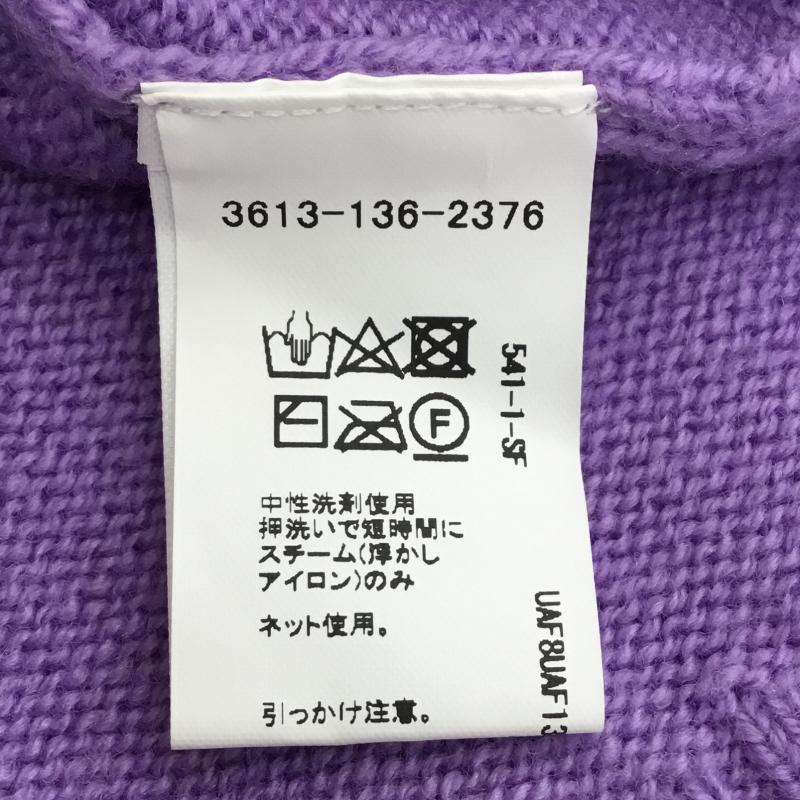 3613-136-2376
541-1-SF
F
中性洗剤使用
押洗いで短時間に
スチーム(浮かし
アイロン)のみ
ネット使用。
引っかけ注意。
UAF8UAF13